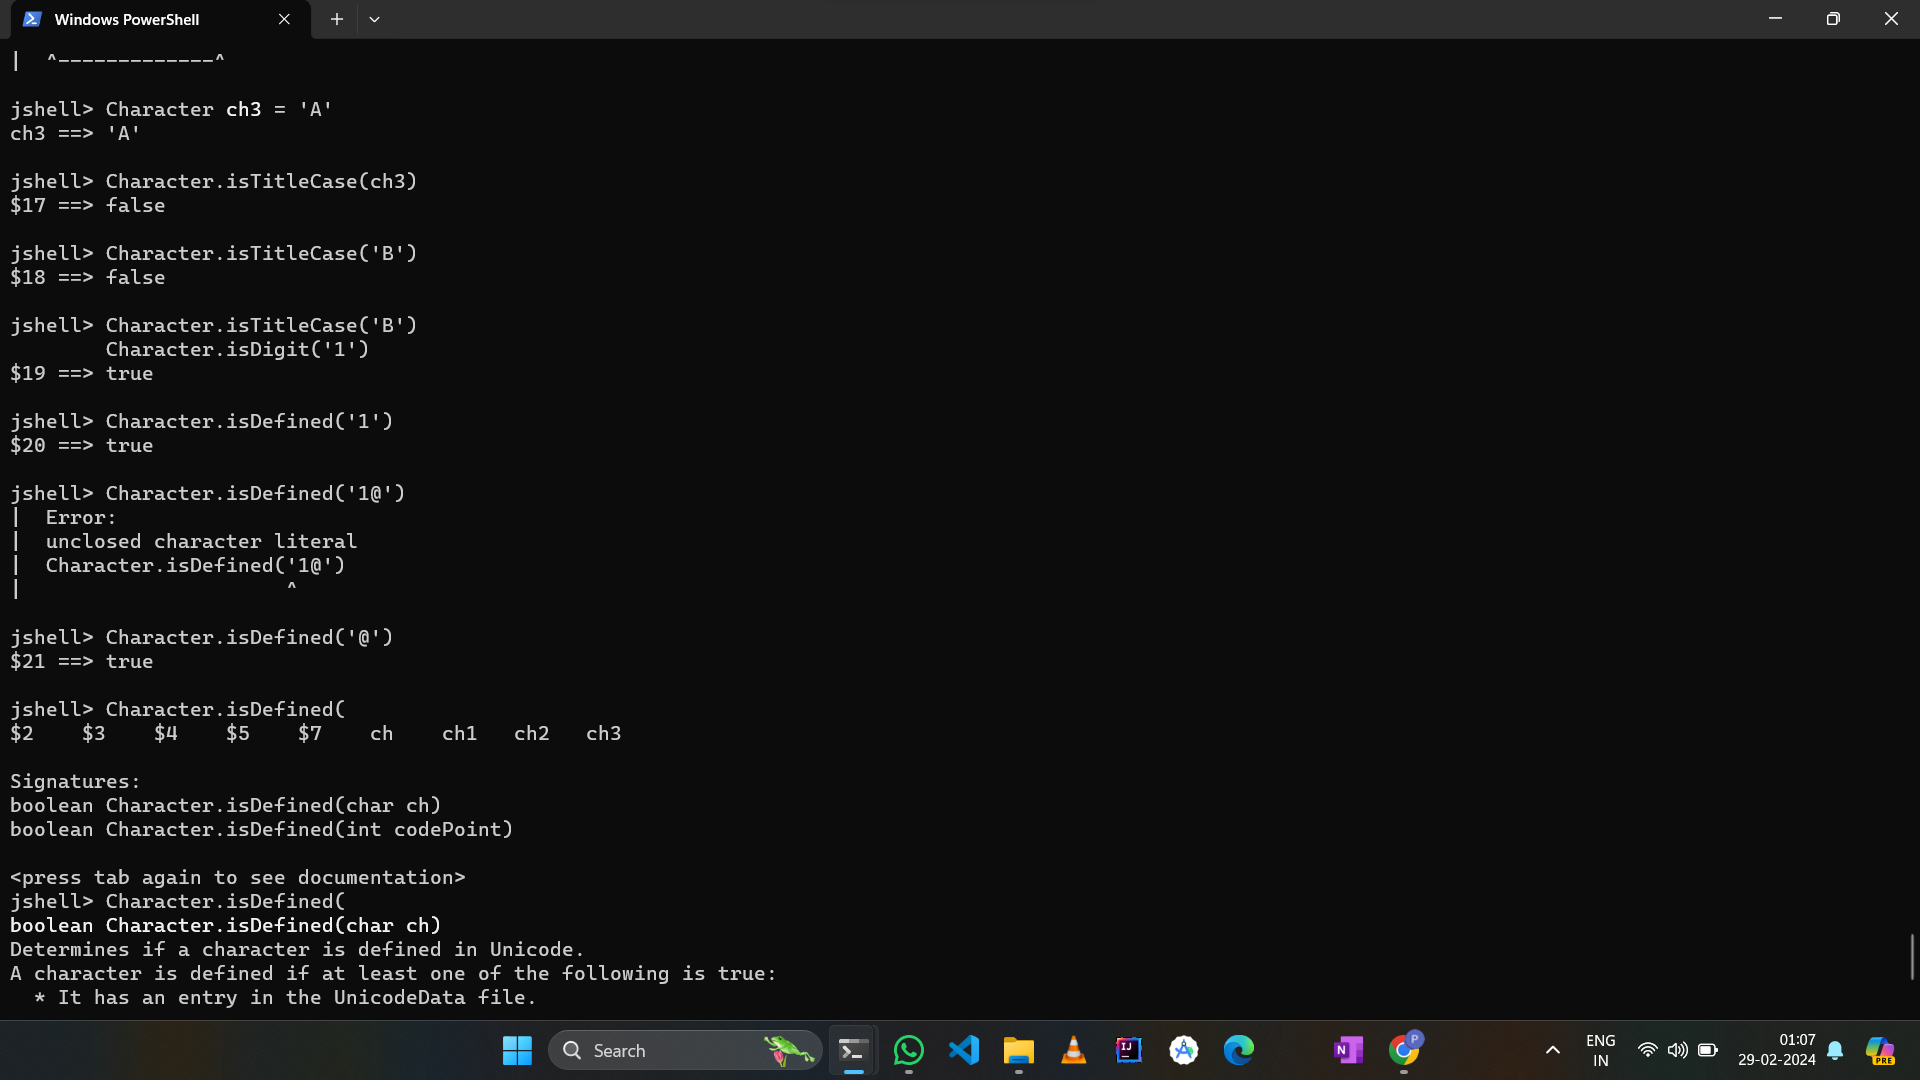 Windows PowerShell
|  ^-------------^
jshell> Character ch3 = 'A'
ch3 ==> 'A'
jshell> Character.isTitleCase(ch3)
$17 ==> false
jshell> Character.isTitleCase('B')
$18 ==> false
jshell> Character.isTitleCase('B')
        Character.isDigit('1')
$19 ==> true
jshell> Character.isDefined('1')
$20 ==> true
jshell> Character.isDefined('1@')
|  Error:
|  unclosed character literal
|  Character.isDefined('1@')
|                      ^
jshell> Character.isDefined('@')
$21 ==> true
jshell> Character.isDefined(
$2    $3    $4    $5    $7    ch    ch1   ch2   ch3
Signatures:
boolean Character.isDefined(char ch)
boolean Character.isDefined(int codePoint)
<press tab again to see documentation>
jshell> Character.isDefined(
boolean Character.isDefined(char ch)
Determines if a character is defined in Unicode.
A character is defined if at least one of the following is true:
  * It has an entry in the UnicodeData file.
Search
IJ
N
P
ENG
IN
01:07
29-02-2024
PRE